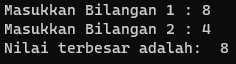 Masukkan Bilangan 1 : 8
Masukkan Bilangan 2 : 4
Nilai terbesar adalah:  8